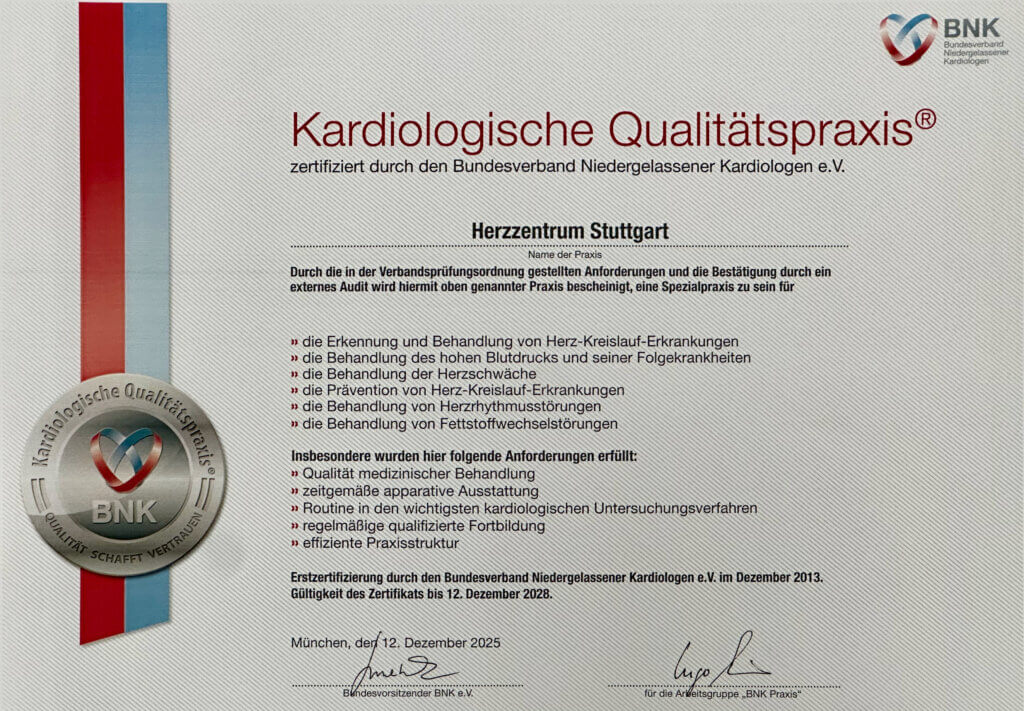 BNK
Bundesverband
Niedergelassener
Kardiologen
Kardiologische Qualitätspraxis®
zertifiziert durch den Bundesverband Niedergelassener Kardiologen e.V.
Herzzentrum Stuttgart
Name der Praxis
Durch die in der Verbandsprüfungsordnung gestellten Anforderungen und die Bestätigung durch ein
externes Audit wird hiermit oben genannter Praxis bescheinigt, eine Spezialpraxis zu sein für
» die Erkennung und Behandlung von Herz-Kreislauf-Erkrankungen
» die Behandlung des hohen Blutdrucks und seiner Folgekrankheiten
» die Behandlung der Herzschwäche
» die Prävention von Herz-Kreislauf-Erkrankungen
» die Behandlung von Herzrhythmusstörungen
» die Behandlung von Fettstoffwechselstörungen
Kardiologische Qualitätspraxis®
BNK
QUALITÄT SCHAFFT VERTRAUEN
Insbesondere wurden hier folgende Anforderungen erfüllt:
» Qualität medizinischer Behandlung
» zeitgemäße apparative Ausstattung
» Routine in den wichtigsten kardiologischen Untersuchungsverfahren
» regelmäßige qualifizierte Fortbildung
» effiziente Praxisstruktur
Erstzertifizierung durch den Bundesverband Niedergelassener Kardiologen e.V. im Dezember 2013.
Gültigkeit des Zertifikats bis 12. Dezember 2028.
München, den 12. Dezember 2025
Ingo
Bundesvorsitzender BNK e.V.
für die Arbeitsgruppe „BNK Praxis"